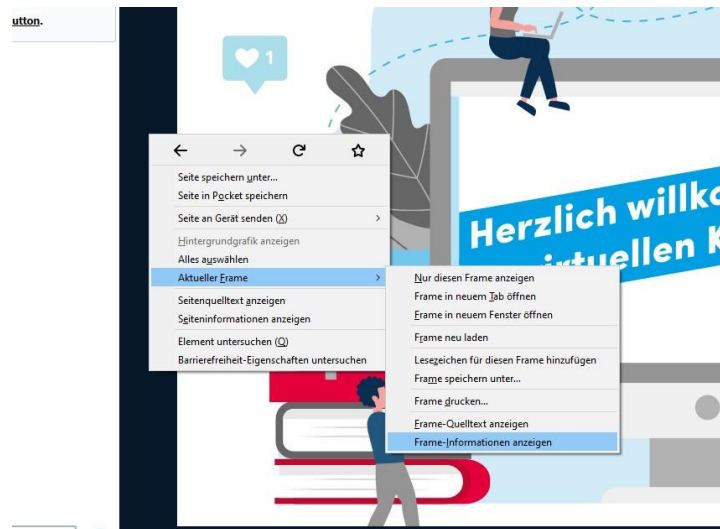 utton.
1
Seite speichern unter...
Seite in Pocket speichern
Seite an Gerät senden (X)
Hintergrundgrafik anzeigen
Alles auswählen
Aktueller Frame
Seitenquelltext anzeigen
Seiteninformationen anzeigen
Element untersuchen (Q)
Barrierefreiheit-Eigenschaften untersuchen
Nur diesen Frame anzeigen
Frame in neuem Tab öffnen
Frame in neuem Fenster öffnen
Frame neu laden
Lesezeichen für diesen Frame hinzufügen
Frame speichern unter...
Frame drucken...
Frame-Quelltext anzeigen
Frame-Informationen anzeigen
Herzlich willko
irtuellen K